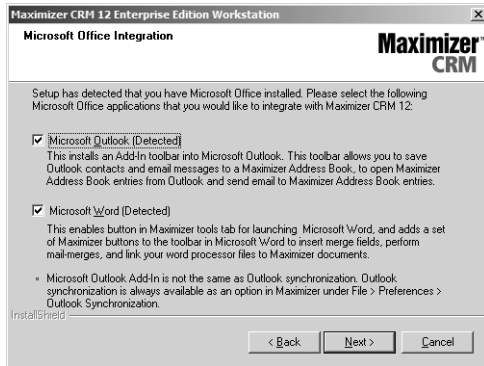 Maximizer CRM 12 Enterprise Edition Workstation
Microsoft Office Integration
Maximizer™
CRM
Setup has detected that you have Microsoft Office installed. Please select the following
Microsoft Office applications that you would like to integrate with Maximizer CRM 12:
Microsoft Outlook (Detected)
This installs an Add-In toolbar into Microsoft Outlook. This toolbar allows you to save
Outlook contacts and email messages to a Maximizer Address Book, to open Maximizer
Address Book entries from Outlook and send email to Maximizer Address Book entries.
Microsoft Word (Detected)
This enables button in Maximizer tools tab for launching Microsoft Word, and adds a set
of Maximizer buttons to the toolbar in Microsoft Word to insert merge fields, perform
mail-merges, and link your word processor files to Maximizer documents.
* Microsoft Outlook Add-In is not the same as Outlook synchronization. Outlook
synchronization is always available as an option in Maximizer under File > Preferences >
Outlook Synchronization.
InstallShield
< Back Next > Cancel